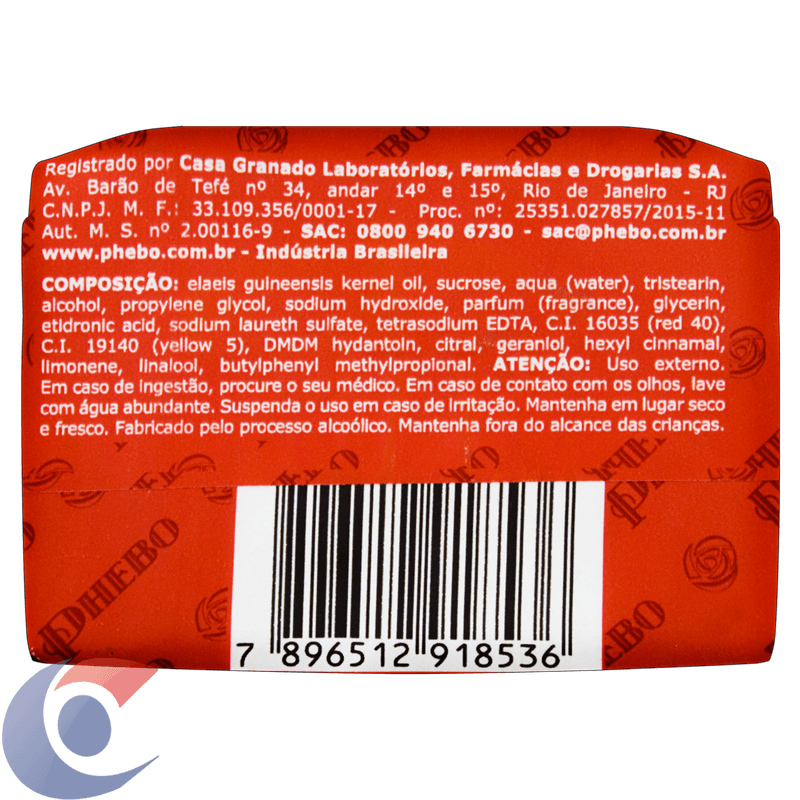 Registrado por Casa Granado Laboratórios, Farmácias e Drogarias S.A.
Av. Barão de Tefé nº 34, andar 14º e 15º, Rio de Janeiro - RJ
C.N.P.J. M. F.: 33.109.356/0001-17 - Proc. nº: 25351.027857/2015-11
Aut. M. S. nº 2.00116-9 - SAC: 0800 940 6730 - sac@phebo.com.br
www.phebo.com.br - Indústria Brasileira
COMPOSIÇÃO: elaeis guineensis kernel oil, sucrose, aqua (water), tristearin,
alcohol, propylene glycol, sodium hydroxide, parfum (fragrance), glycerin,
etidronic acid, sodium laureth sulfate, tetrasodium EDTA, C.I. 16035 (red 40),
C.I. 19140 (yellow 5), DMDM hydantoin, citral, geraniol, hexyl cinnamal,
limonene, linalool, butylphenyl methylpropional. ATENÇÃO: Uso externo.
Em caso de ingestão, procure o seu médico. Em caso de contato com os olhos, lave
com água abundante. Suspenda o uso em caso de irritação. Mantenha em lugar seco
e fresco. Fabricado pelo processo alcoólico. Mantenha fora do alcance das crianças.
PHEBO
PHEBO
PHEBO
PHEBO
7 896512 918536